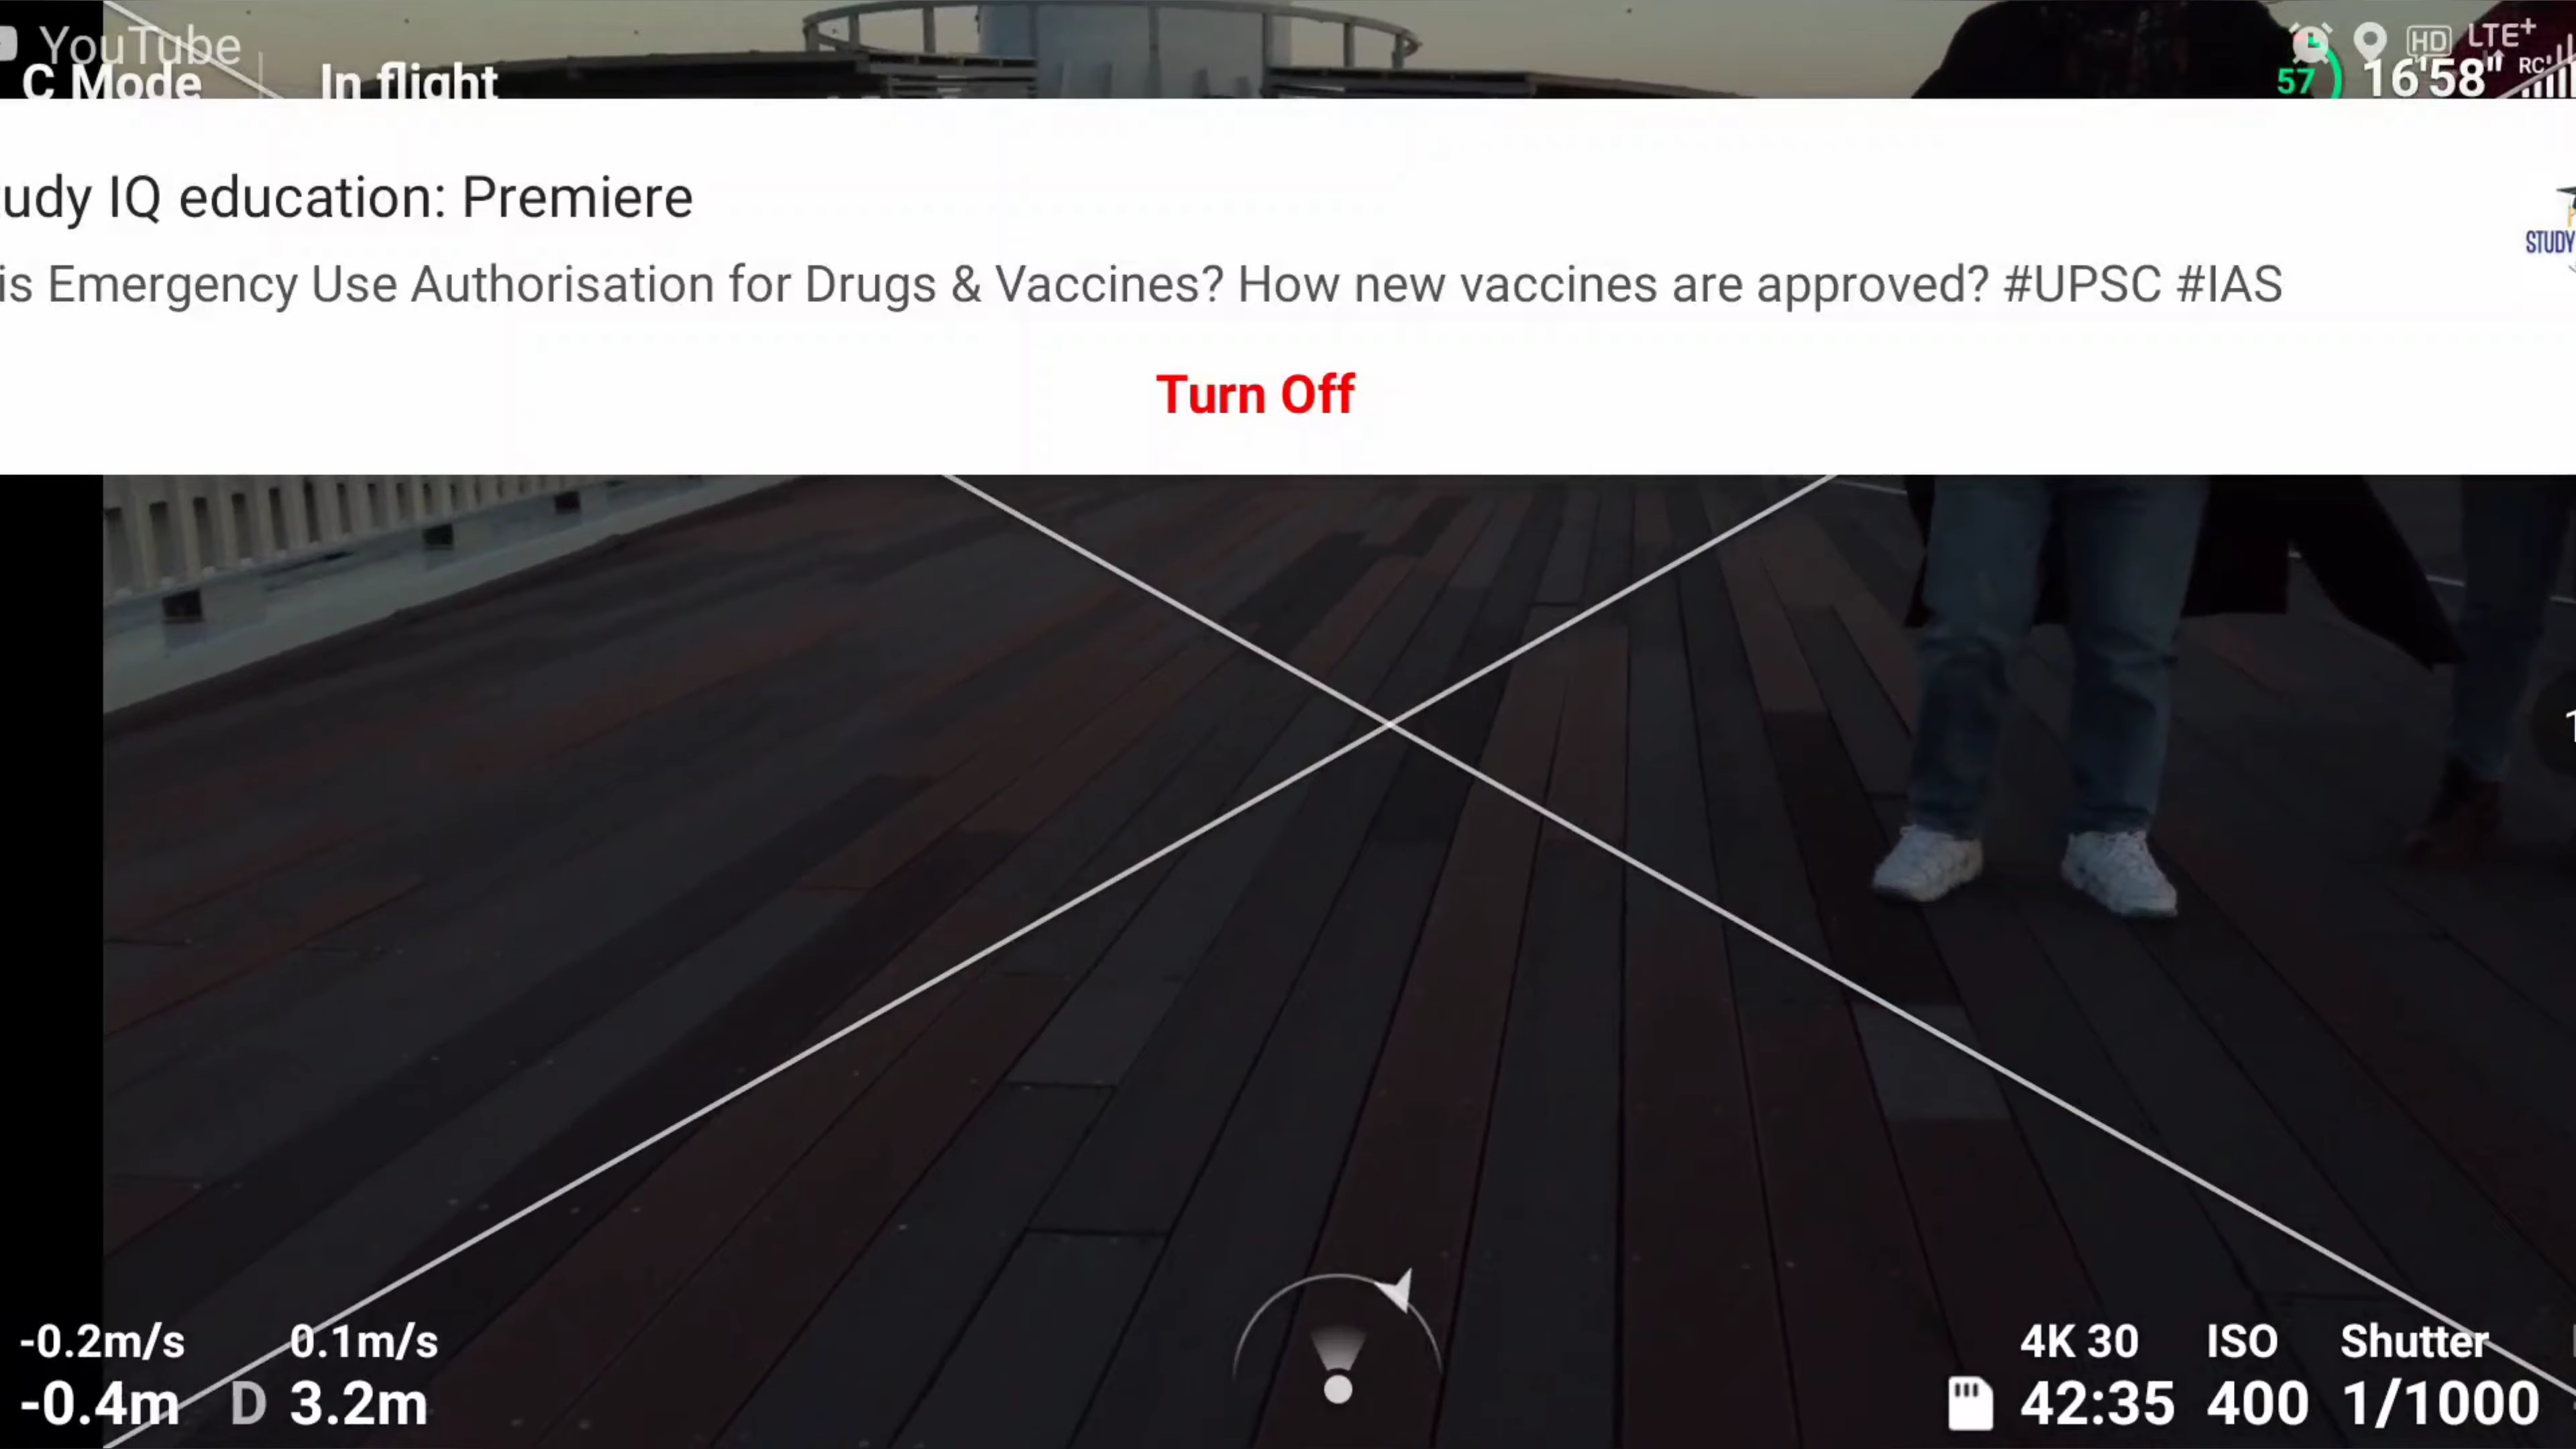 YouTube
LTE+
HD
C Mode
In flight
57
16'58"
RC
udy IQ education: Premiere
STUDY
is Emergency Use Authorisation for Drugs & Vaccines? How new vaccines are approved? #UPSC #IAS
Turn Off
-0.2m/s 0.1m/s
4K 30 ISO Shutter
-0.4m D 3.2m
42:35 400 1/1000